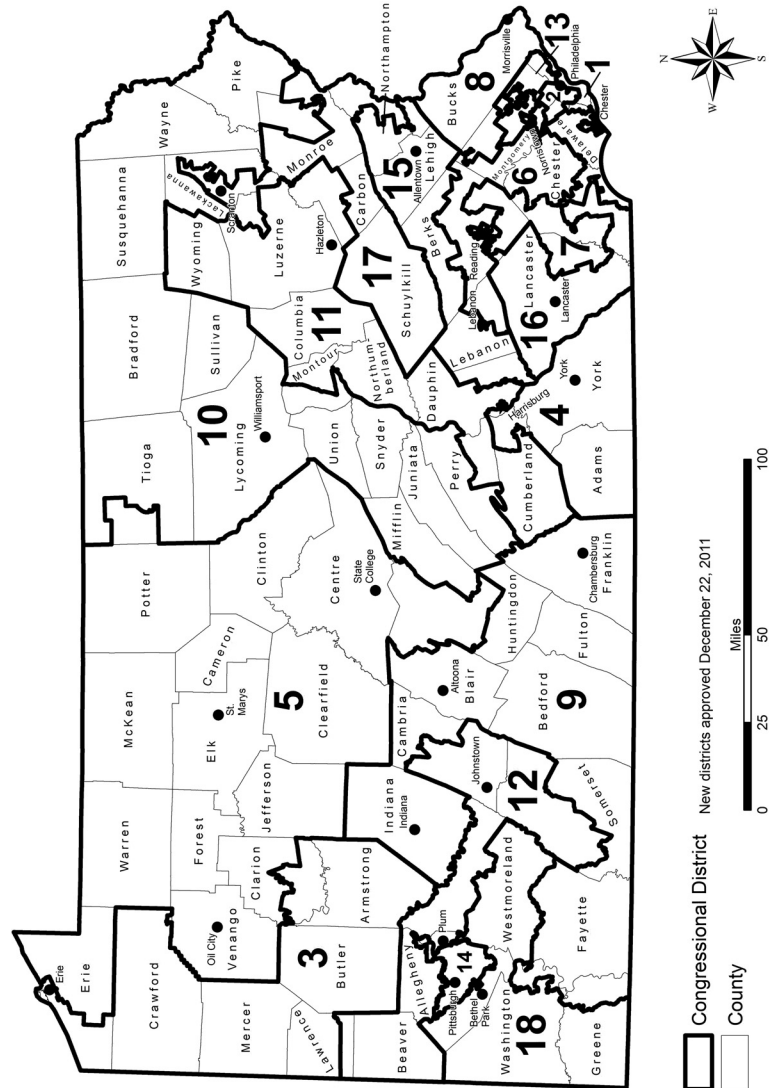 Erie
Erie
Crawford
Mercer
Lawrence
Beaver
Allegheny
Washington
Greene
18
Pittsburgh
14
Bethel
Park
Plum
Westmoreland
Fayette
3
Butler
Armstrong
Oil City
Venango
Clarion
Forest
Warren
McKean
Elk
St.
Marys
Jefferson
Indiana
Indiana
Cameron
5
Clearfield
Cambria
Johnstown
12
Somerset
Potter
Clinton
Centre
State
College
Altoona
Blair
Bedford
9
Huntingdon
Fulton
Chambersburg
Franklin
Tioga
10
Lycoming
Williamsport
Union
Snyder
Mifflin
Juniata
Perry
Cumberland
Harrisburg
Adams
York
York
4
Bradford
Sullivan
Susquehanna
Wayne
Pike
Wyoming
Lackawanna
Scranton
Luzerne
Hazleton
Columbia
11
Montour
Northum
berland
Dauphin
Lebanon
Lebanon
Schuylkill
17
Carbon
Monroe
Northampton
15
Allentown
Lehigh
Berks
Reading
Lancaster
16
Lancaster
7
Chester
6
Montgomery
Norristown
Bucks
8
Morrisville
13
Philadelphia
2
1
Chester
Delaware
N
E
S
W
Congressional District
County
New districts approved December 22, 2011
Miles
0
25
50
100